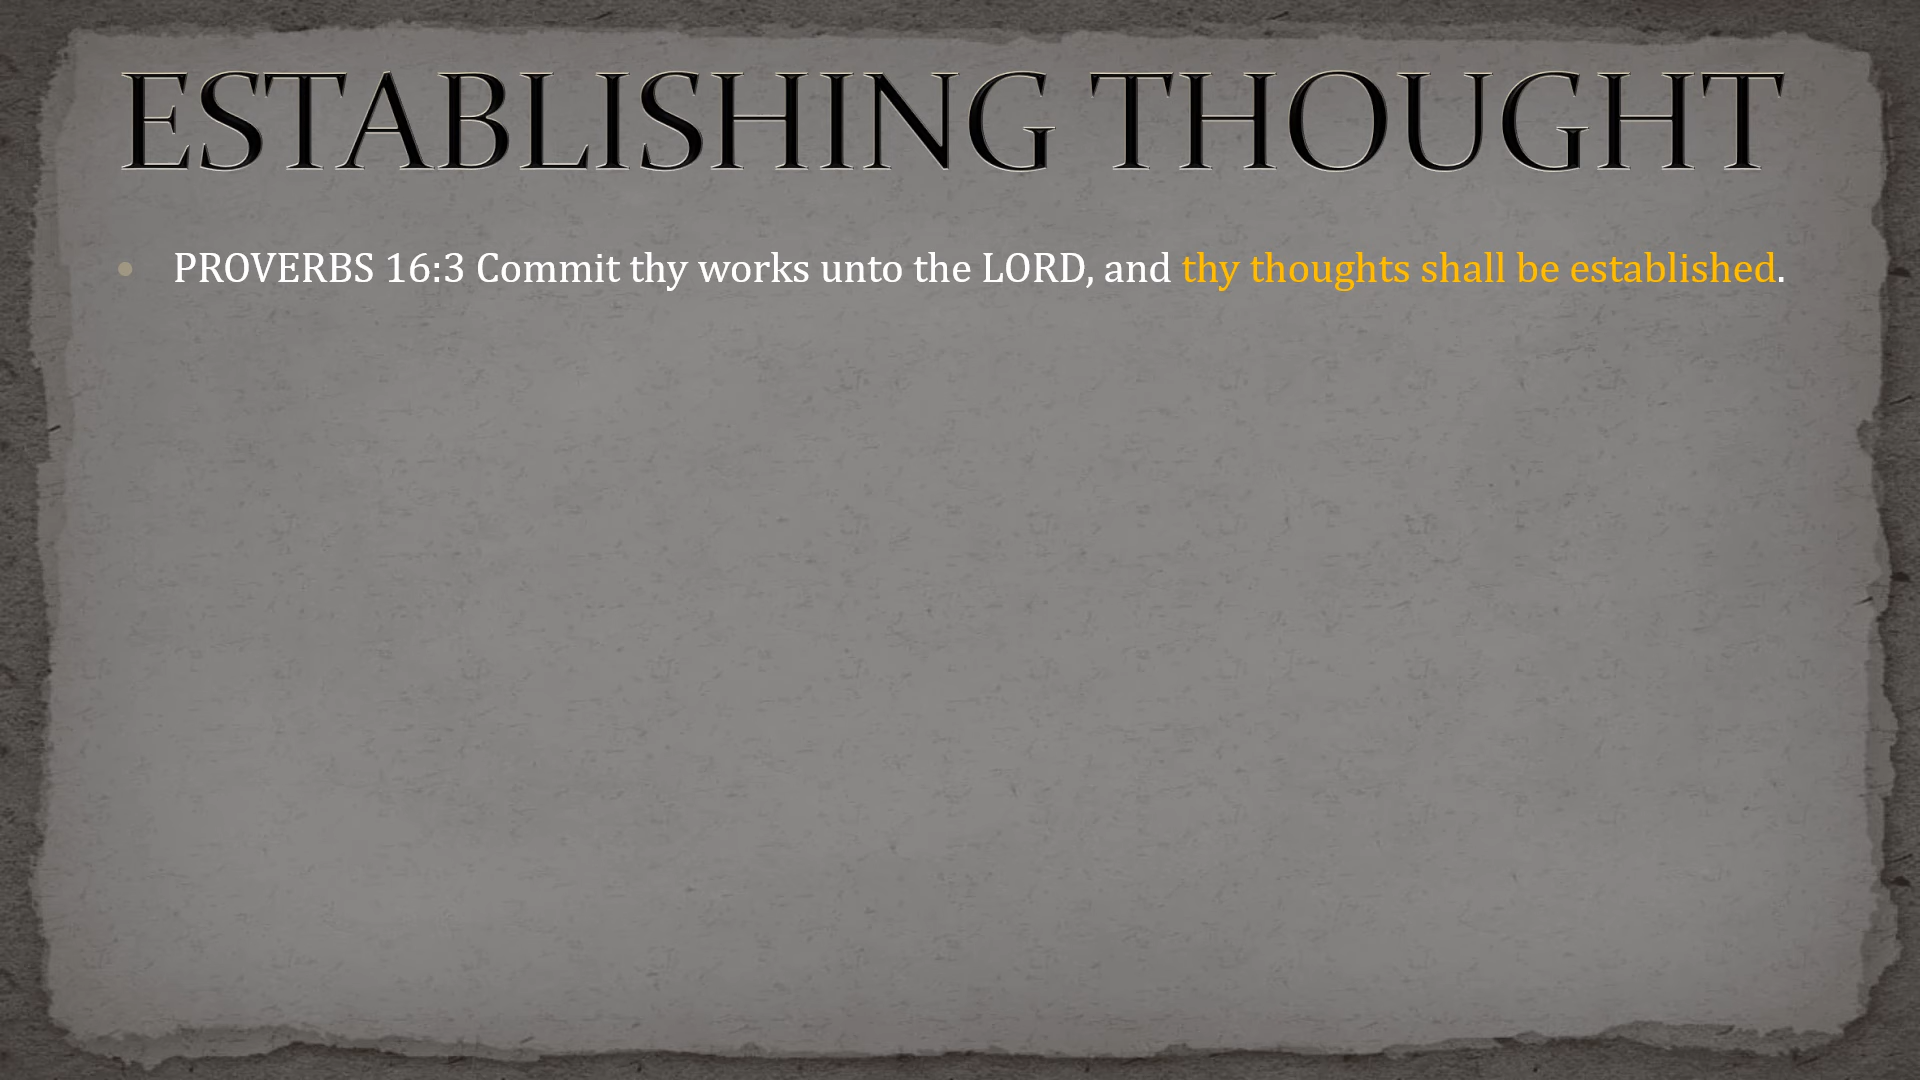 ESTABLISHING THOUGHT
• PROVERBS 16:3 Commit thy works unto the LORD, and thy thoughts shall be established.